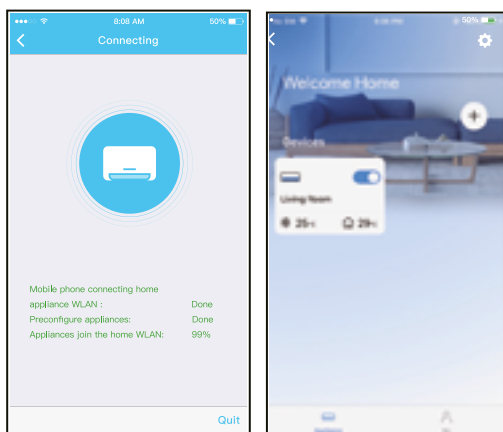 8:08 AM
50%
Connecting
Mobile phone connecting home
appliance WLAN :
Done
Preconfigure appliances:
Done
Appliances join the home WLAN:
99%
Quit
50%
Welcome Home
Devices
Living Room
25
29